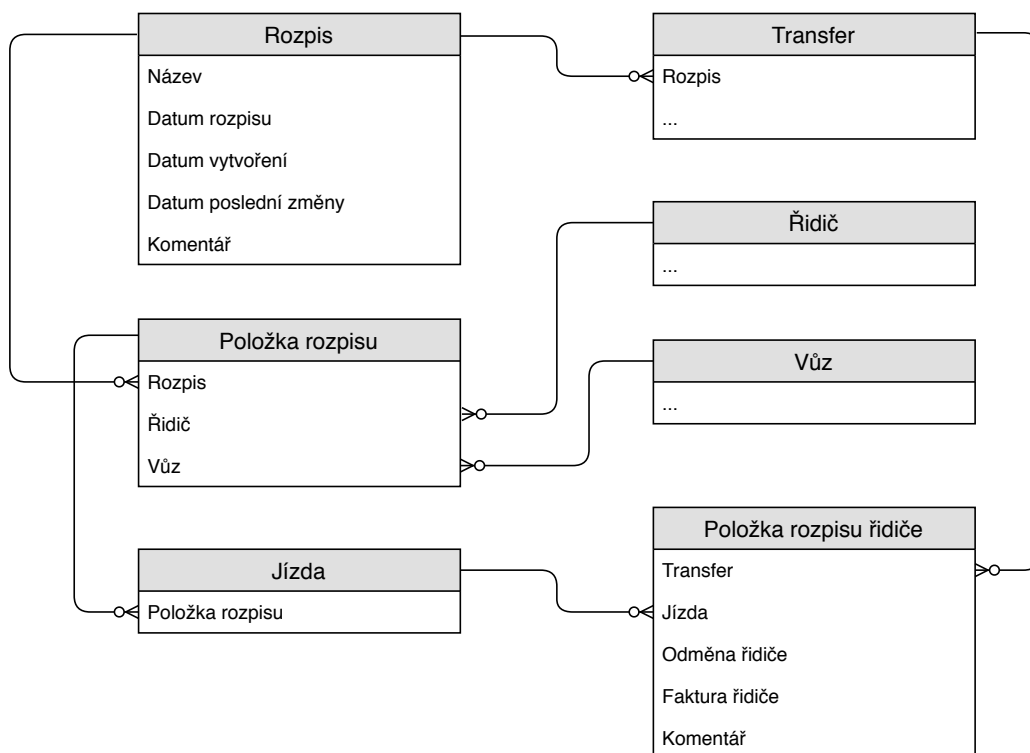 Rozpis
Název
Datum rozpisu
Datum vytvoření
Datum poslední změny
Komentář
Transfer
Rozpis
...
Řidič
...
Položka rozpisu
Rozpis
Řidič
Vůz
Vůz
...
Jízda
Položka rozpisu
Položka rozpisu řidiče
Transfer
Jízda
Odměna řidiče
Faktura řidiče
Komentář